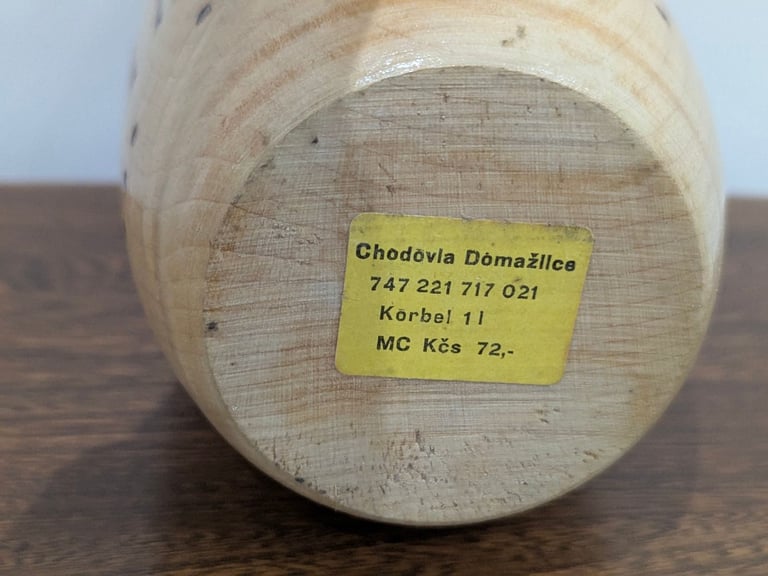 Chodovia Domažlice
747 221 717 021
Korbel 1 l
MC Kčs 72,-